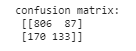 confusion matrix:
[[806  87]
[170 133]]